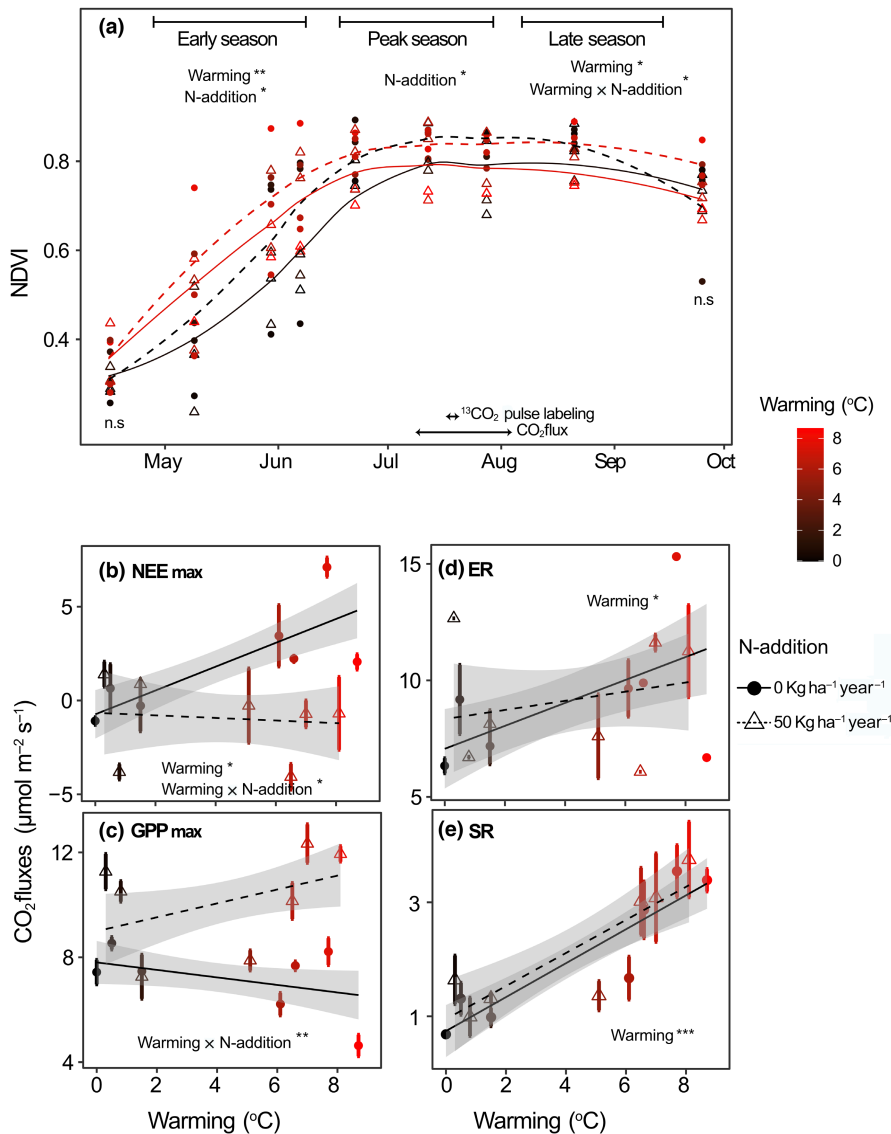 (a)
Early season
Peak season
Late season
Warming **
N-addition *
N-addition *
Warming *
Warming × N-addition *
NDVI
0.8
0.6
0.4
n.s
n.s
¹³CO₂ pulse labeling
CO₂flux
May
Jun
Jul
Aug
Sep
Oct
Warming (°C)
8
6
4
2
0
N-addition
0 Kg ha⁻¹ year⁻¹
50 Kg ha⁻¹ year⁻¹
CO₂fluxes (μmol m⁻² s⁻¹)
(b) NEE max
5
0
−5
Warming *
Warming × N-addition *
(d) ER
15
10
5
Warming *
(c) GPP max
12
8
4
Warming × N-addition **
0
2
4
6
8
Warming (°C)
(e) SR
3
1
Warming ***
0
2
4
6
8
Warming (°C)